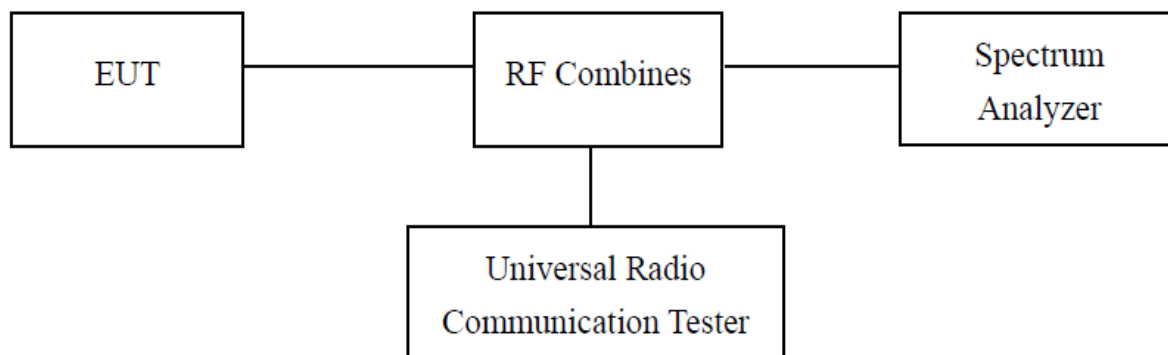 EUT
RF Combines
Spectrum
Analyzer
Universal Radio
Communication Tester